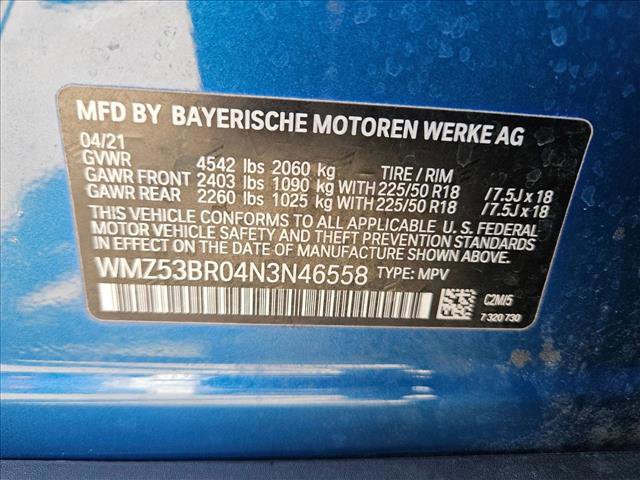 MFD BY BAYERISCHE MOTOREN WERKE AG
04/21
GVWR 4542 lbs 2060 kg TIRE / RIM
GAWR FRONT 2403 lbs 1090 kg WITH 225/50 R18 /7.5J x 18
GAWR REAR 2260 lbs 1025 kg WITH 225/50 R18 /7.5J x 18
THIS VEHICLE CONFORMS TO ALL APPLICABLE U. S. FEDERAL
MOTOR VEHICLE SAFETY AND THEFT PREVENTION STANDARDS
IN EFFECT ON THE DATE OF MANUFACTURE SHOWN ABOVE.
WMZ53BR04N3N46558 TYPE: MPV
C2M/5
7 320 730